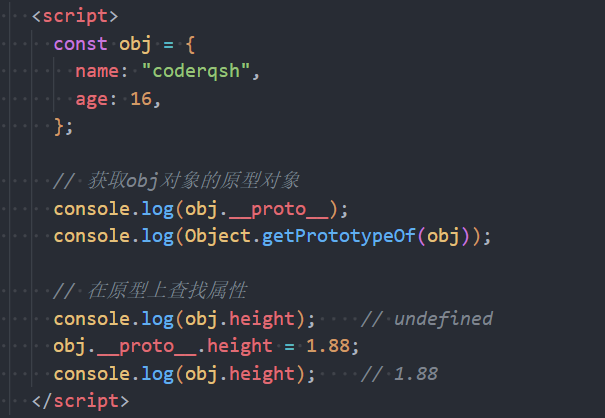 <script>
const obj = {
name: "coderqsh",
age: 16,
};
// 获取obj对象的原型对象
console.log(obj.__proto__);
console.log(Object.getPrototypeOf(obj));
// 在原型上查找属性
console.log(obj.height); // undefined
obj.__proto__.height = 1.88;
console.log(obj.height); // 1.88
</script>